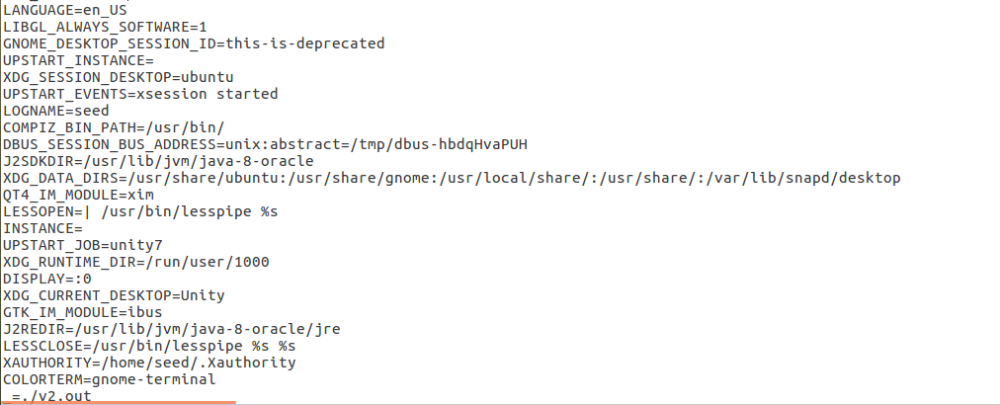 LANGUAGE=en_US
LIBGL_ALWAYS_SOFTWARE=1
GNOME_DESKTOP_SESSION_ID=this-is-deprecated
UPSTART_INSTANCE=
XDG_SESSION_DESKTOP=ubuntu
UPSTART_EVENTS=xsession started
LOGNAME=seed
COMPIZ_BIN_PATH=/usr/bin/
DBUS_SESSION_BUS_ADDRESS=unix:abstract=/tmp/dbus-hbdqHvaPUH
J2SDKDIR=/usr/lib/jvm/java-8-oracle
XDG_DATA_DIRS=/usr/share/ubuntu:/usr/share/gnome:/usr/local/share/:/usr/share/:/var/lib/snapd/desktop
QT4_IM_MODULE=xim
LESSOPEN=| /usr/bin/lesspipe %s
INSTANCE=
UPSTART_JOB=unity7
XDG_RUNTIME_DIR=/run/user/1000
DISPLAY=:0
XDG_CURRENT_DESKTOP=Unity
GTK_IM_MODULE=ibus
J2REDIR=/usr/lib/jvm/java-8-oracle/jre
LESSCLOSE=/usr/bin/lesspipe %s %s
XAUTHORITY=/home/seed/.Xauthority
COLORTERM=gnome-terminal
_=./v2.out